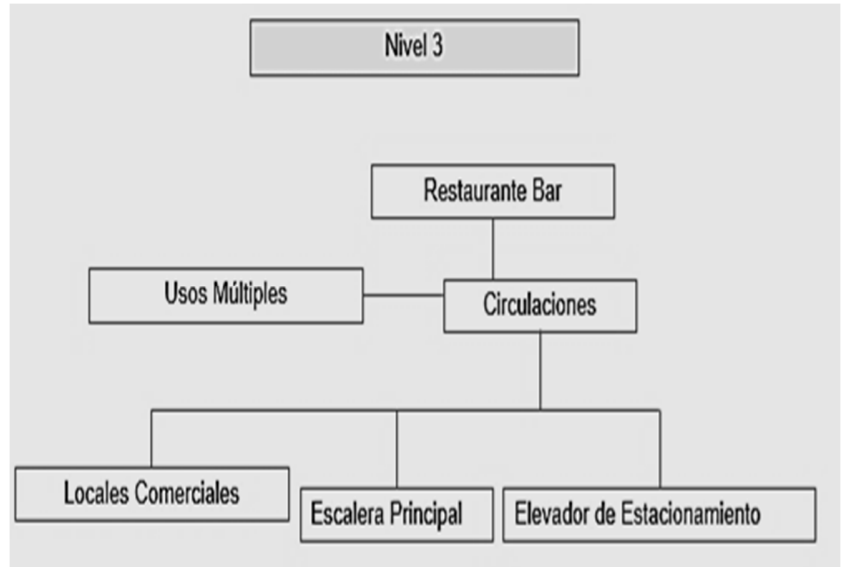 Nivel 3
Restaurante Bar
Usos Múltiples
Circulaciones
Locales Comerciales
Escalera Principal
Elevador de Estacionamiento